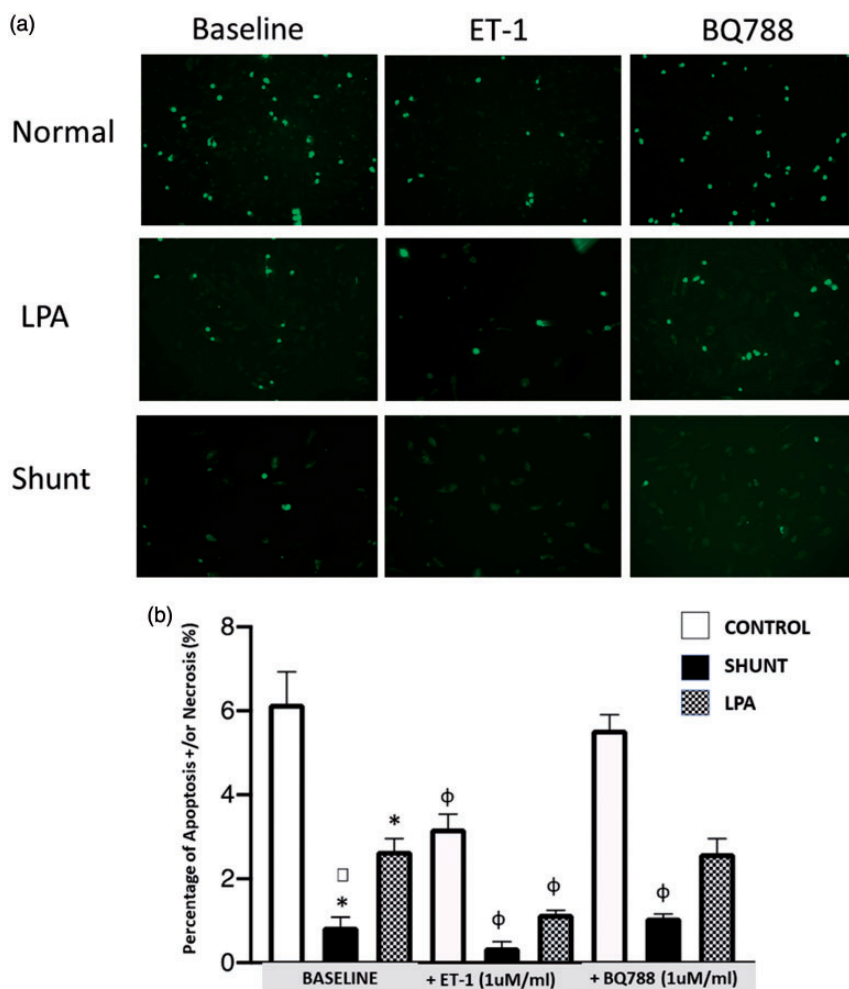 (a)
Baseline ET-1 BQ788
Normal
LPA
Shunt
(b)
Percentage of Apoptosis +/or Necrosis (%)
8
6
4
2
0
CONTROL
SHUNT
LPA
□
*
*
ϕ
ϕ
ϕ
ϕ
BASELINE + ET-1 (1uM/ml) + BQ788 (1uM/ml)